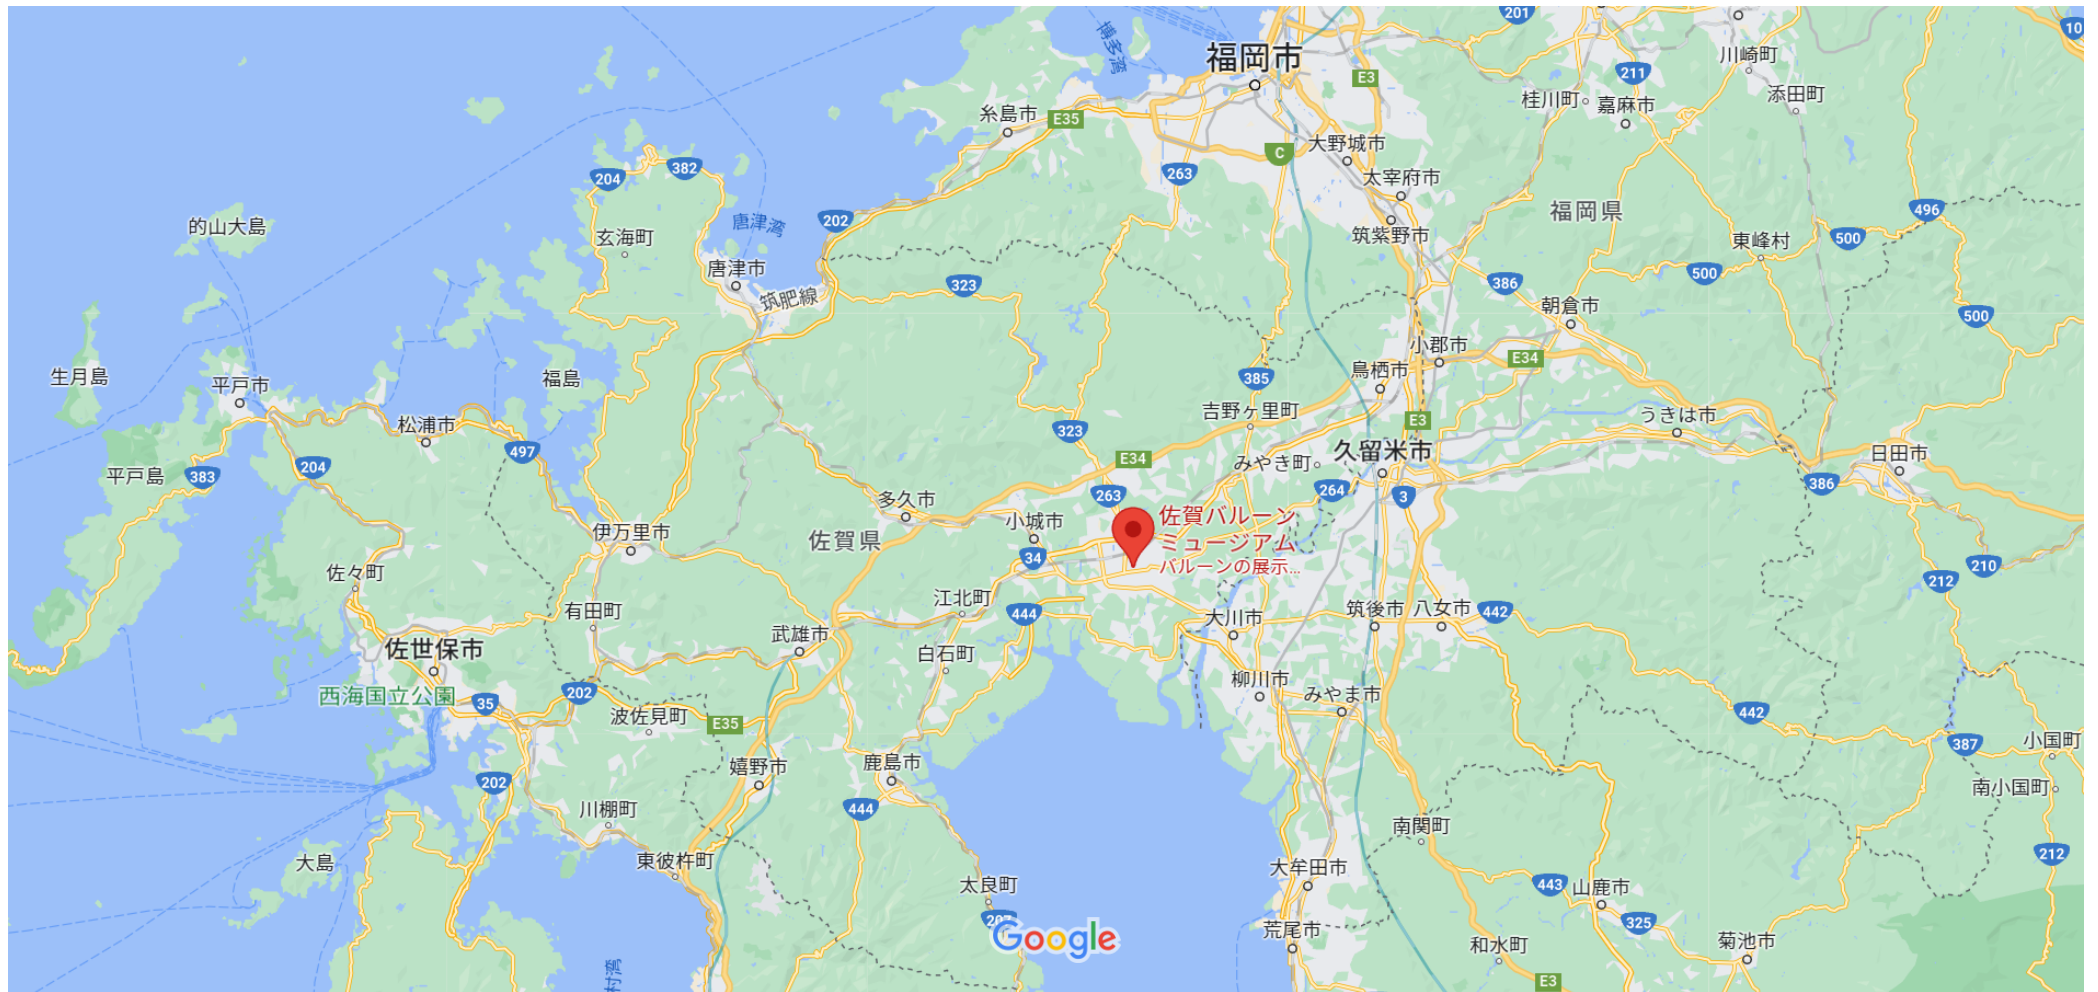 201
10
福岡市
博多湾
川崎町
E3
211
添田町
桂川町
嘉麻市
糸島市
E35
大野城市
C
263
太宰府市
382
204
福岡県
496
的山大島
唐津湾
202
玄海町
筑紫野市
東峰村
500
唐津市
500
323
386
筑肥線
朝倉市
500
小郡市
E34
生月島
平戸市
福島
385
鳥栖市
吉野ヶ里町
うきは市
松浦市
323
E3
497
久留米市
日田市
平戸島
383
204
E34
みやき町
386
263
264
3
多久市
佐賀バルーン
ミュージアム
バルーンの展示...
小城市
伊万里市
佐賀県
34
佐々町
210
212
江北町
有田町
444
大川市
筑後市
八女市
442
武雄市
佐世保市
白石町
柳川市
みやま市
西海国立公園
35
202
波佐見町
E35
442
387
小国町
嬉野市
鹿島市
202
南小国町
川棚町
444
南関町
大島
東彼杵町
大牟田市
212
太良町
443
山鹿市
207
325
Google
荒尾市
和水町
菊池市
村湾
E3